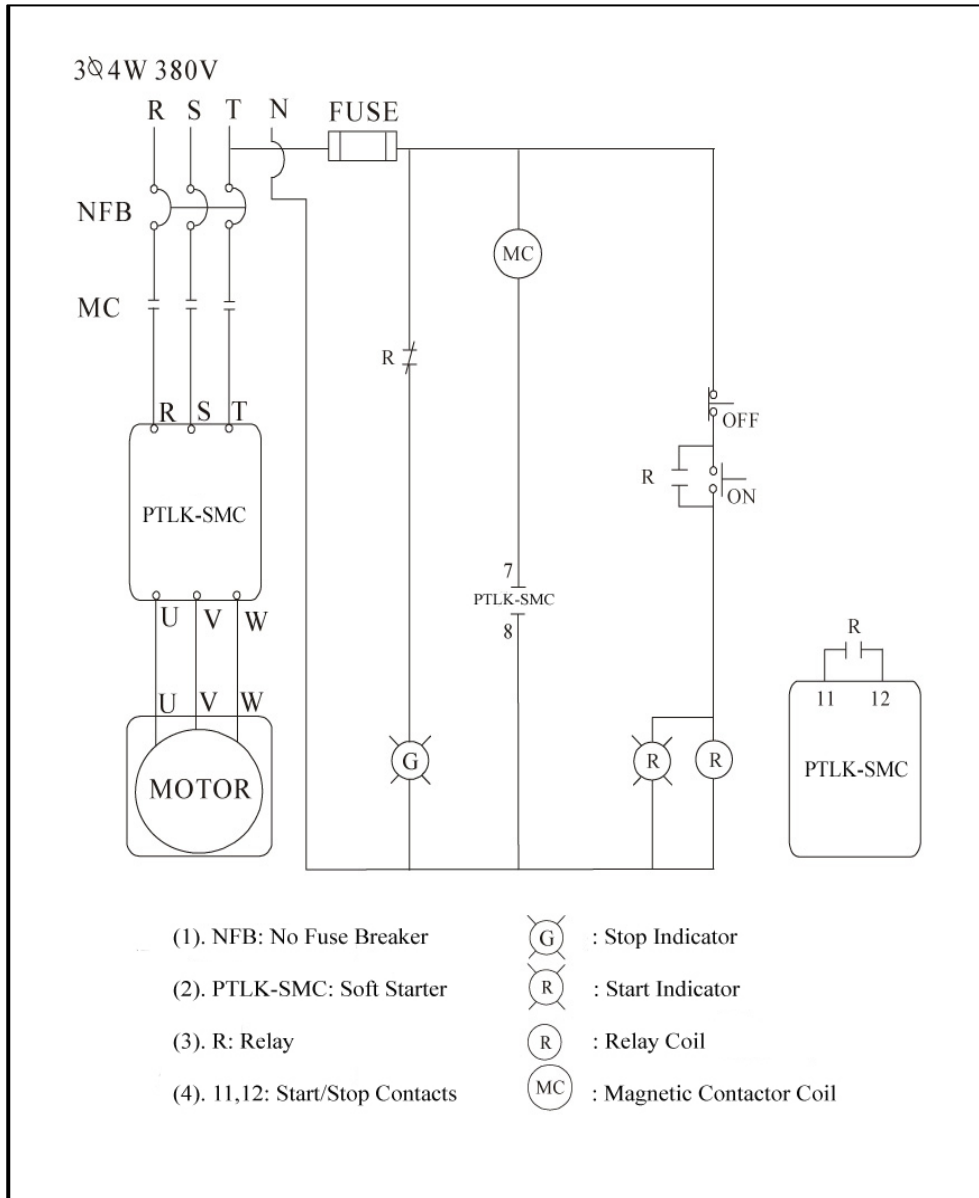 3Ø4W 380V
R S T N FUSE
NFB
MC
MC
R
R S T
OFF
R
ON
PTLK-SMC
7
PTLK-SMC
8
U V W
R
11 12
U V W
G
R
R
PTLK-SMC
MOTOR
(1). NFB: No Fuse Breaker
G : Stop Indicator
(2). PTLK-SMC: Soft Starter
R : Start Indicator
(3). R: Relay
R : Relay Coil
(4). 11,12: Start/Stop Contacts
MC : Magnetic Contactor Coil